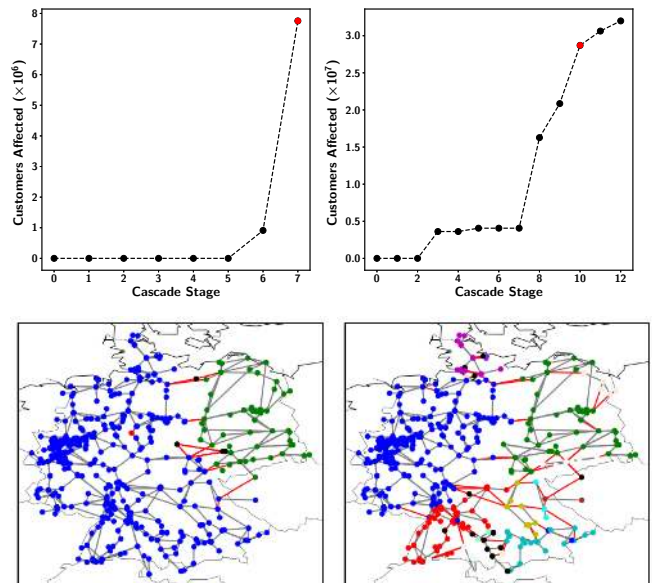 8
7
6
5
4
3
2
1
0
Customers Affected (×10⁶)
0 1 2 3 4 5 6 7
Cascade Stage
3.0
2.5
2.0
1.5
1.0
0.5
0.0
Customers Affected (×10⁷)
0 2 4 6 8 10 12
Cascade Stage